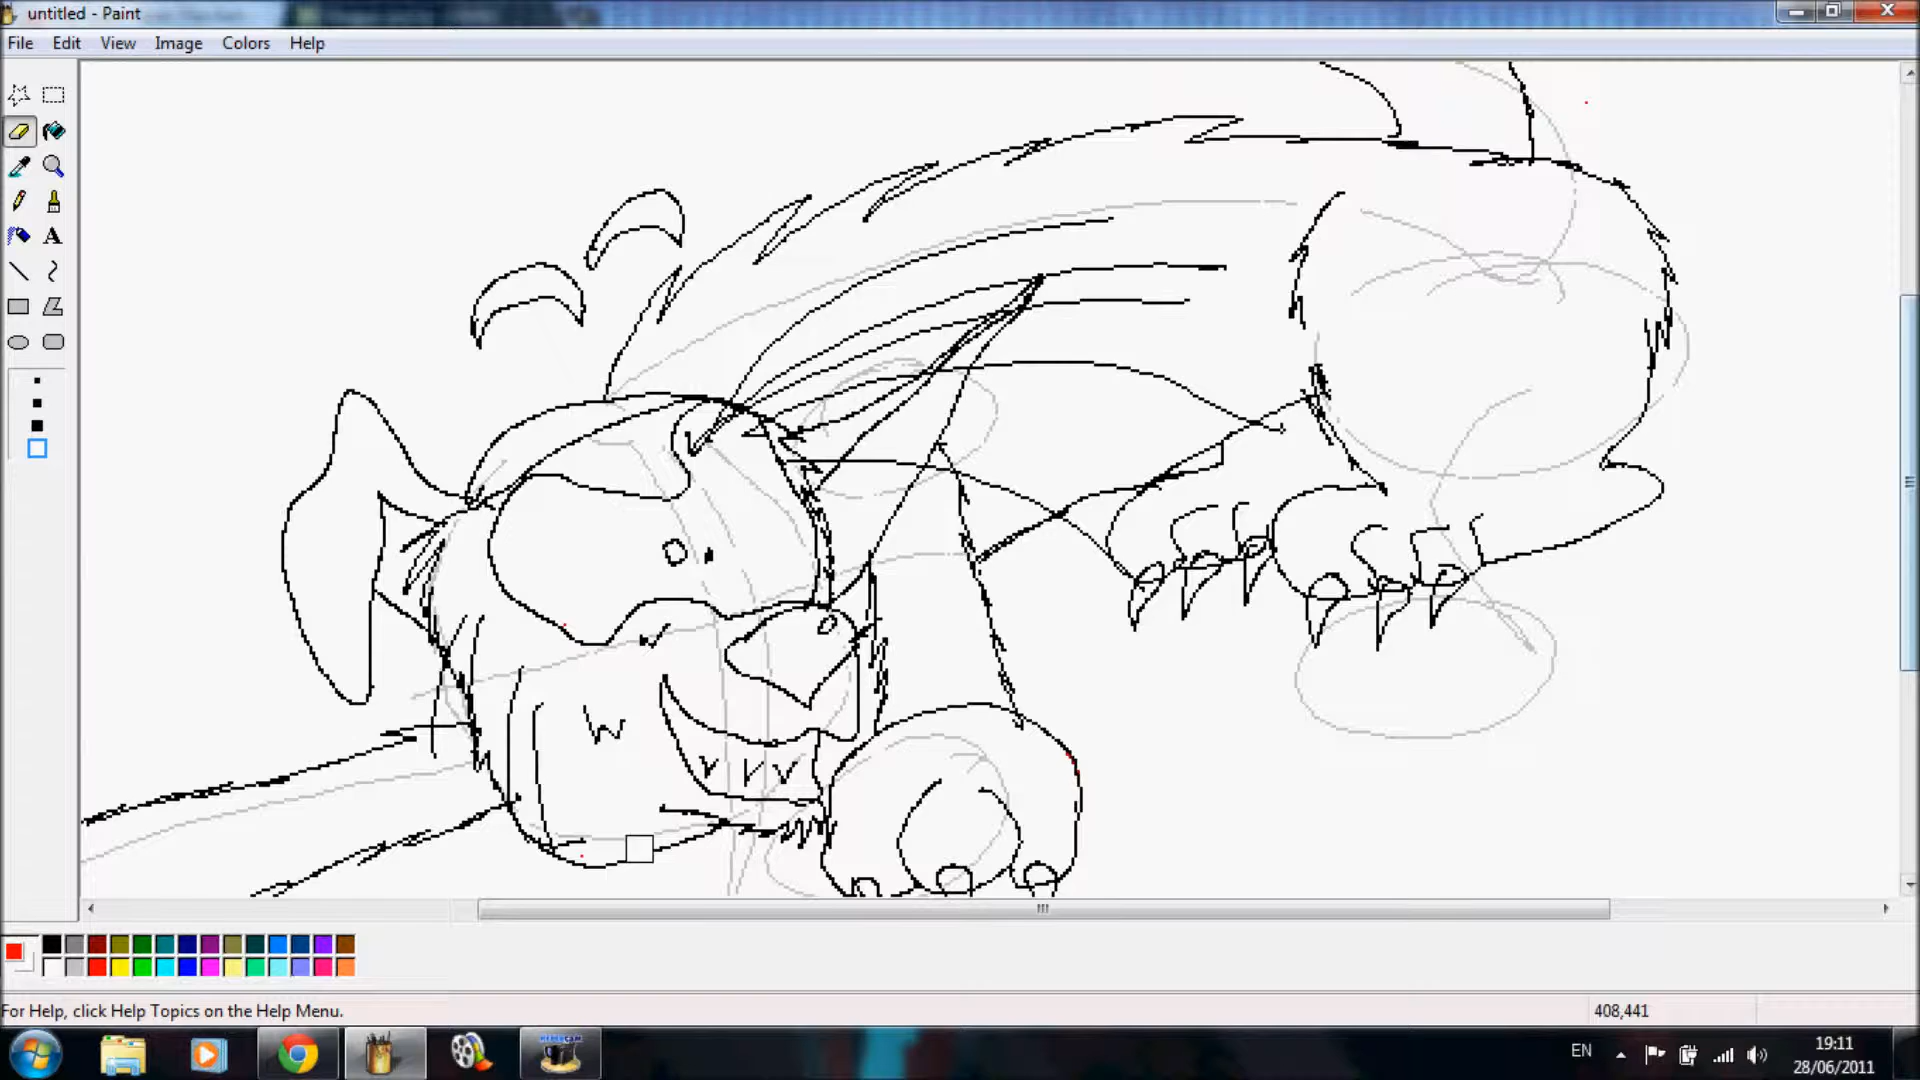 untitled - Paint
File Edit View Image Colors Help
A
For Help, click Help Topics on the Help Menu.
408,441
EN
19:11
28/06/2011